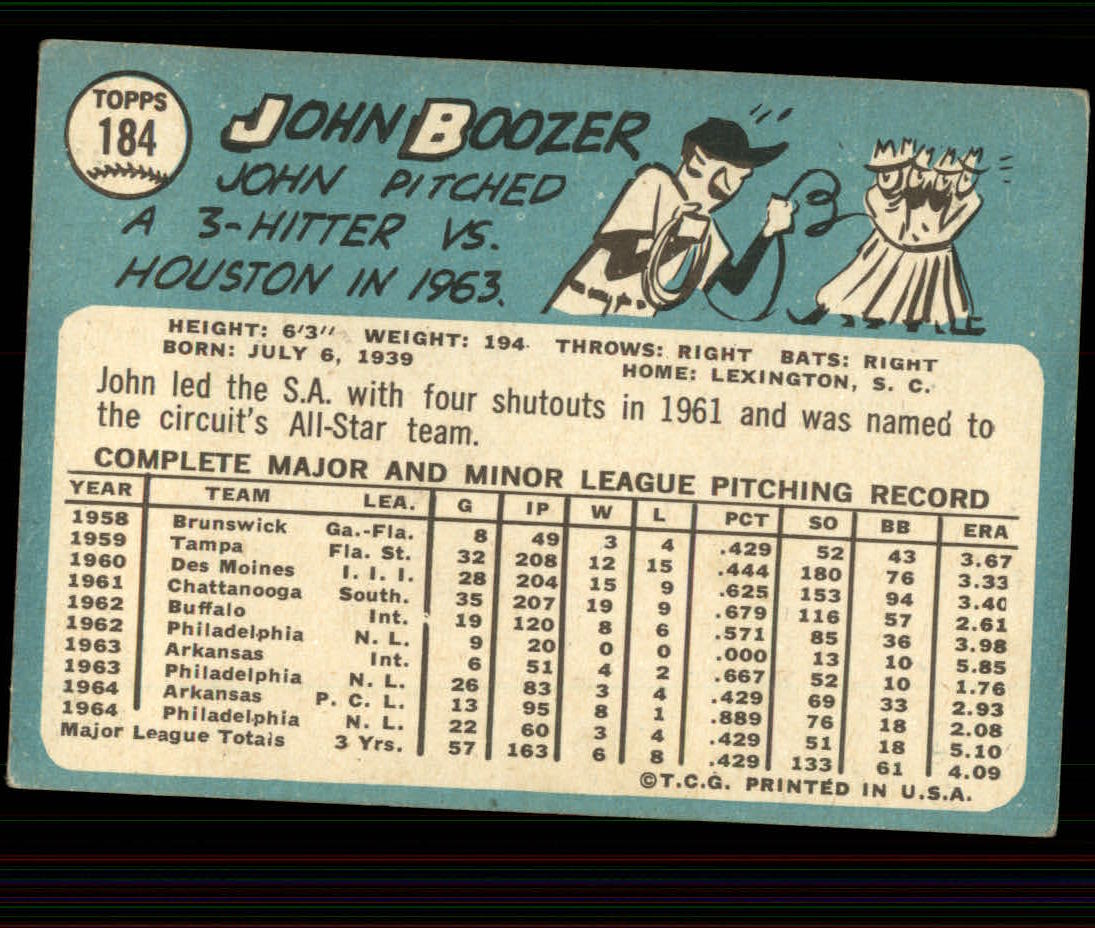 TOPPS
184
JOHN BOOZER
JOHN PITCHED
A 3-HITTER VS.
HOUSTON IN 1963.
HEIGHT: 6'3" WEIGHT: 194 THROWS: RIGHT BATS: RIGHT
BORN: JULY 6, 1939 HOME: LEXINGTON, S. C.
John led the S.A. with four shutouts in 1961 and was named to
the circuit's All-Star team.
COMPLETE MAJOR AND MINOR LEAGUE PITCHING RECORD
YEAR TEAM LEA. G IP W L PCT SO BB ERA
1958 Brunswick Ga.-Fla. 8 49 3 4 .429 52 43 3.67
1959 Tampa Fla. St. 32 208 12 15 .444 180 76 3.33
1960 Des Moines I. I. I. 28 204 15 9 .625 153 94 3.40
1961 Chattanooga South. 35 207 19 9 .679 116 57 2.61
1962 Buffalo Int. 19 120 8 6 .571 85 36 3.98
1962 Philadelphia N. L. 9 20 0 0 .000 13 10 5.85
1963 Arkansas Int. 6 51 4 2 .667 52 10 1.76
1963 Philadelphia N. L. 26 83 3 4 .429 69 33 2.93
1964 Arkansas P. C. L. 13 95 8 1 .889 76 18 2.08
1964 Philadelphia N. L. 22 60 3 4 .429 51 18 5.10
Major League Totals 3 Yrs. 57 163 6 8 .429 133 61 4.09
©T.C.G. PRINTED IN U.S.A.